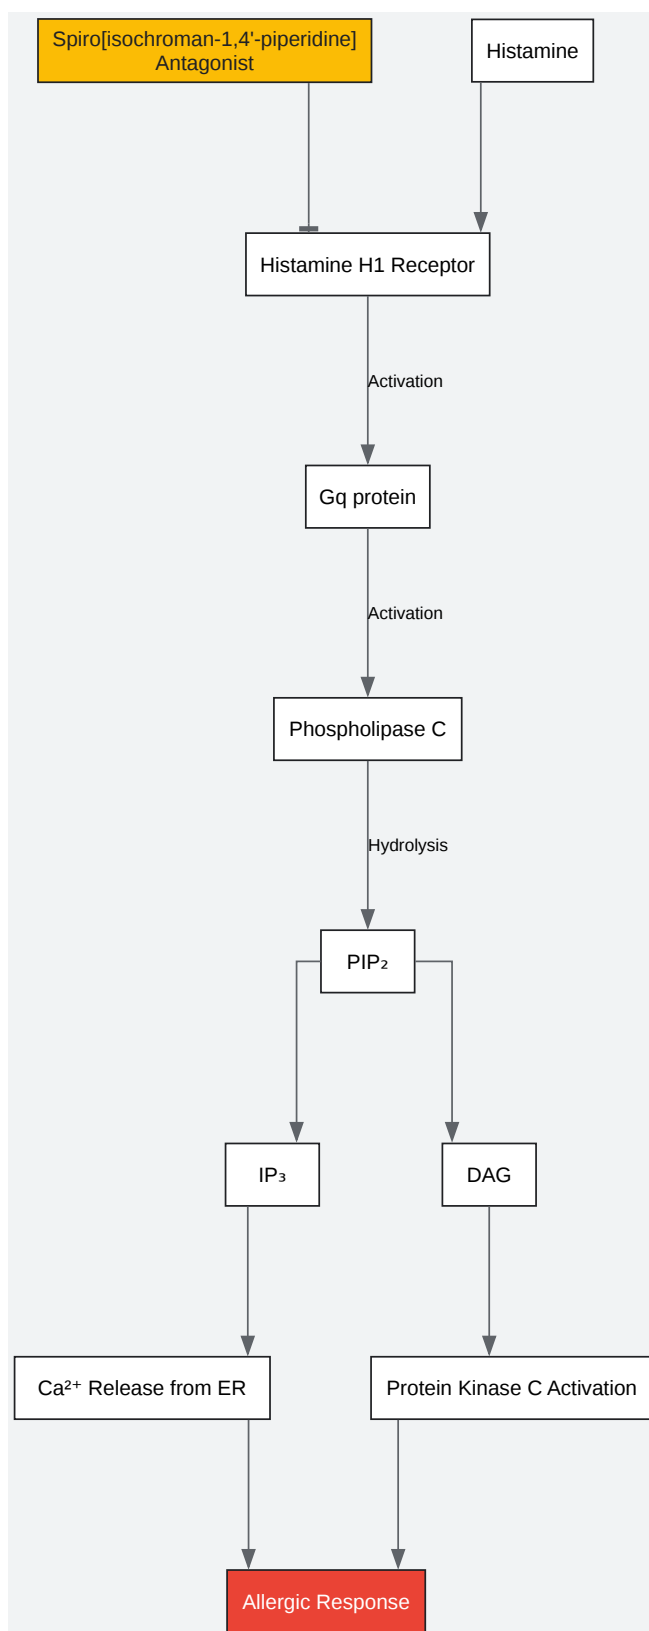 Spiro[isochroman-1,4'-piperidine]
Antagonist
Histamine
Histamine H1 Receptor
Activation
Gq protein
Activation
Phospholipase C
Hydrolysis
PIP₂
IP₃
DAG
Ca²⁺ Release from ER
Protein Kinase C Activation
Allergic Response